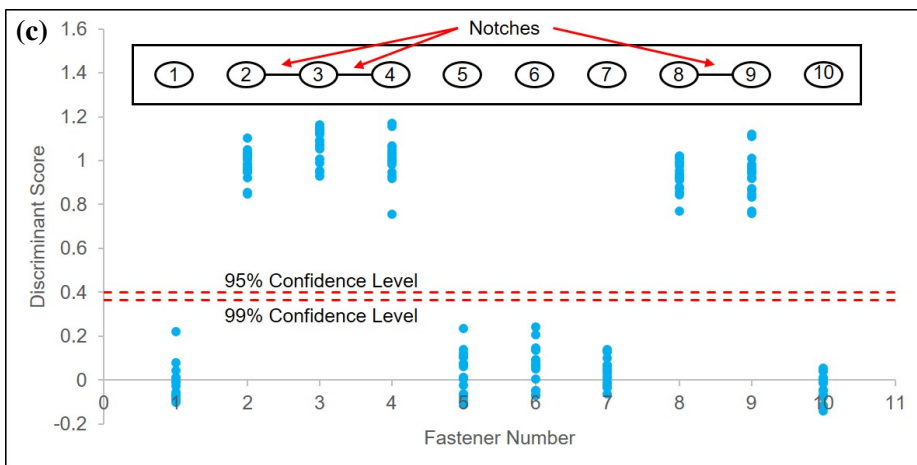 (c)
Notches
1 2 3 4 5 6 7 8 9 10
1.6
1.4
1.2
1
0.8
0.6
0.4
0.2
0
-0.2
Discriminant Score
95% Confidence Level
99% Confidence Level
0 1 2 3 4 5 6 7 8 9 10 11
Fastener Number